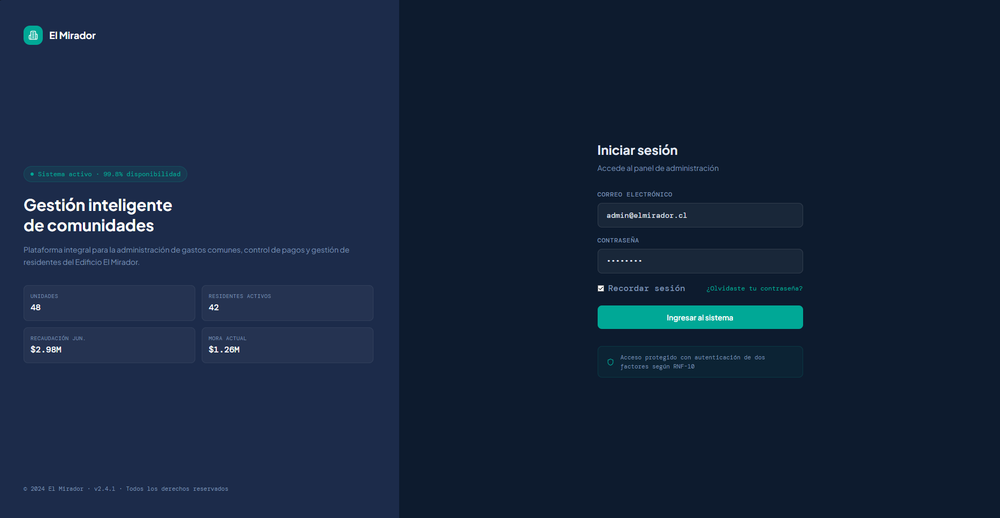 El Mirador
Sistema activo · 99.8% disponibilidad
Gestión inteligente
de comunidades
Plataforma integral para la administración de gastos comunes, control de pagos y gestión de
residentes del Edificio El Mirador.
UNIDADES
48
RESIDENTES ACTIVOS
42
RECAUDACIÓN JUN.
$2.98M
MORA ACTUAL
$1.26M
© 2024 El Mirador · v2.4.1 · Todos los derechos reservados
Iniciar sesión
Accede al panel de administración
CORREO ELECTRÓNICO
admin@elmirador.cl
CONTRASEÑA
••••••••
Recordar sesión
¿Olvidaste tu contraseña?
Ingresar al sistema
Acceso protegido con autenticación de dos
factores según RNF-10